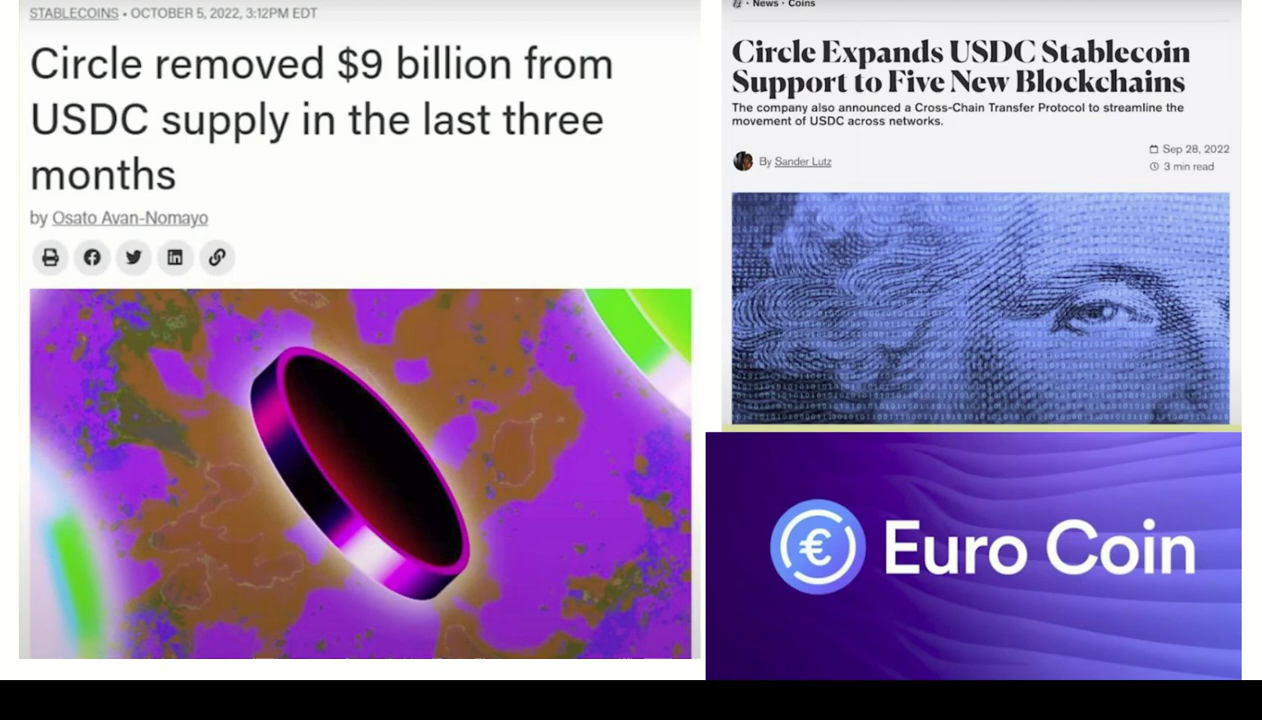 STABLECOINS • OCTOBER 5, 2022, 3:12PM EDT
Circle removed $9 billion from
USDC supply in the last three
months
by Osato Avan-Nomayo
· News · Coins
Circle Expands USDC Stablecoin
Support to Five New Blockchains
The company also announced a Cross-Chain Transfer Protocol to streamline the
movement of USDC across networks.
By Sander Lutz
Sep 28, 2022
3 min read
€ Euro Coin